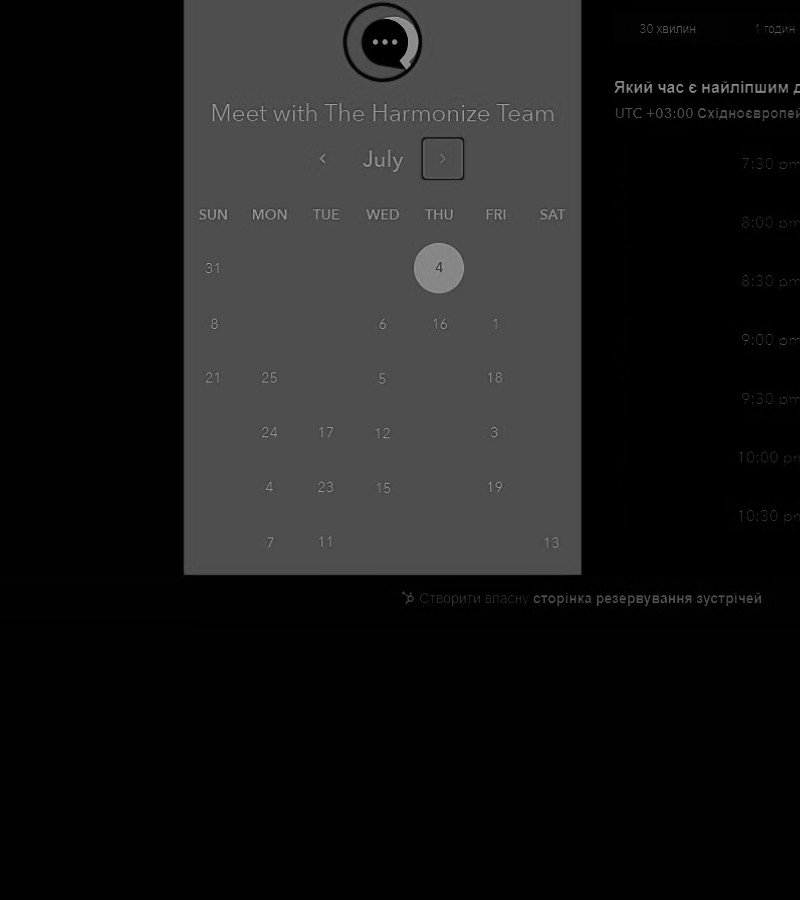 30 хвилин 1 годин
Який час є найліпшим д
UTC +03:00 Східноєвропей
Meet with The Harmonize Team
July
SUN MON TUE WED THU FRI SAT
31 4
8 6 16 1
21 25 5 18
24 17 12 3
4 23 15 19
7 11 13
7:30 pm
8:00 pm
8:30 pm
9:00 pm
9:30 pm
10:00 pm
10:30 pm
Створити власну сторінка резервування зустрічей